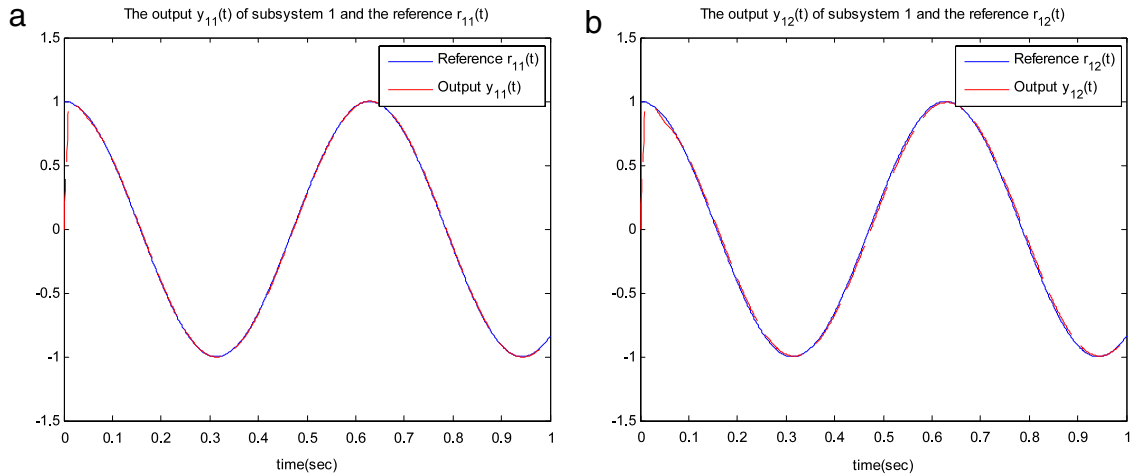 a
The output y11(t) of subsystem 1 and the reference r11(t)
1.5
1
0.5
0
-0.5
-1
-1.5
0 0.1 0.2 0.3 0.4 0.5 0.6 0.7 0.8 0.9 1
time(sec)
Reference r11(t)
Output y11(t)
b
The output y12(t) of subsystem 1 and the reference r12(t)
1.5
1
0.5
0
-0.5
-1
-1.5
0 0.1 0.2 0.3 0.4 0.5 0.6 0.7 0.8 0.9 1
time(sec)
Reference r12(t)
Output y12(t)